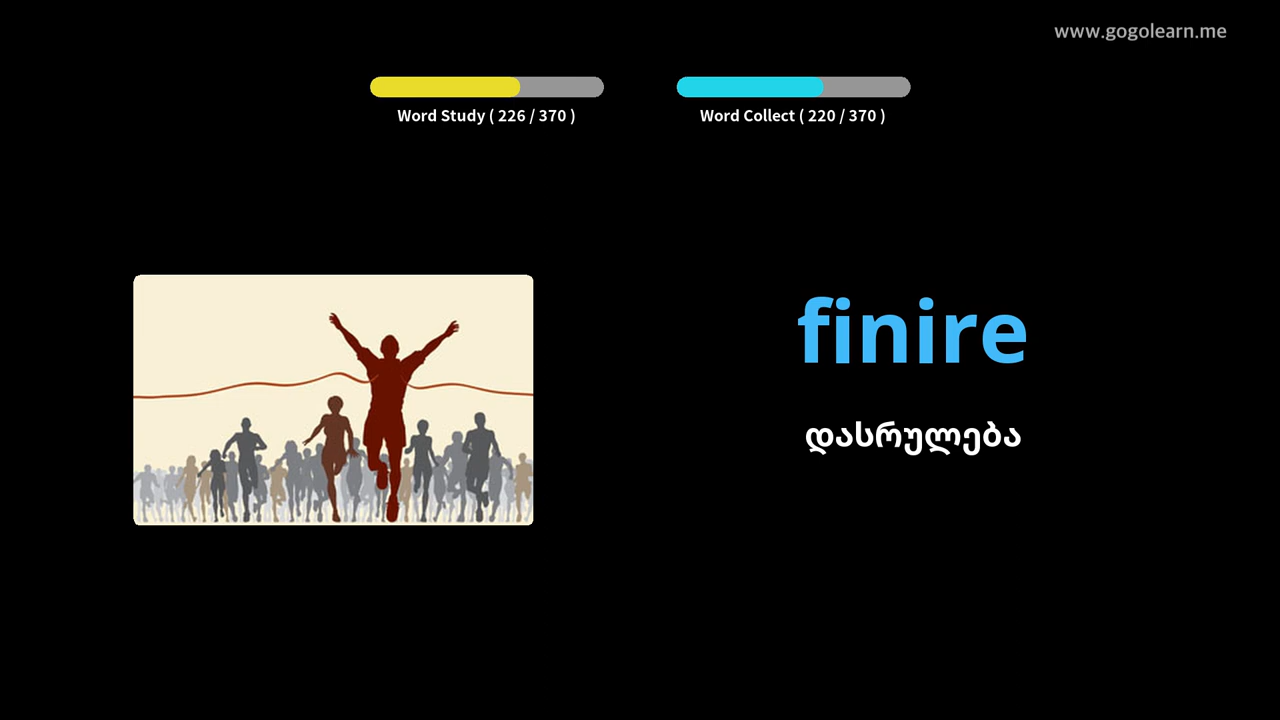 www.gogolearn.me
Word Study ( 226 / 370 )
Word Collect ( 220 / 370 )
finire
დასრულება